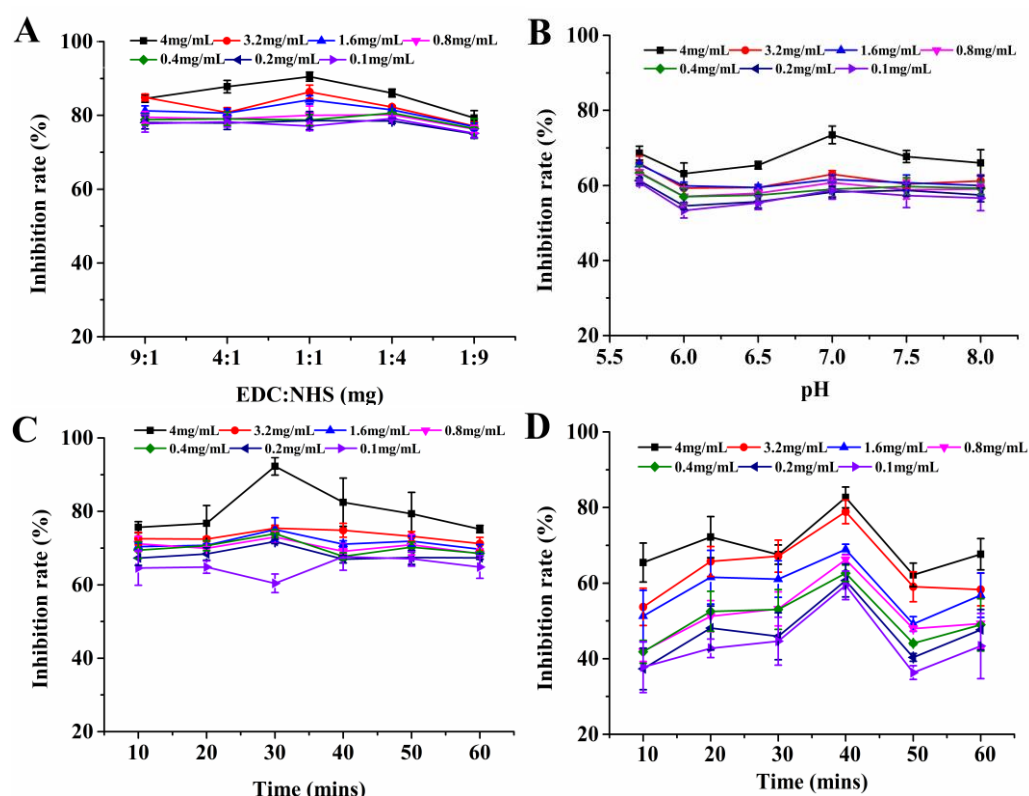 A
4mg/mL 3.2mg/mL 1.6mg/mL 0.8mg/mL
0.4mg/mL 0.2mg/mL 0.1mg/mL
Inhibition rate (%)
100
80
60
40
20
9:1 4:1 1:1 1:4 1:9
EDC:NHS (mg)
B
4mg/mL 3.2mg/mL 1.6mg/mL 0.8mg/mL
0.4mg/mL 0.2mg/mL 0.1mg/mL
Inhibition rate (%)
100
80
60
40
20
5.5 6.0 6.5 7.0 7.5 8.0
pH
C
4mg/mL 3.2mg/mL 1.6mg/mL 0.8mg/mL
0.4mg/mL 0.2mg/mL 0.1mg/mL
Inhibition rate (%)
100
80
60
40
20
10 20 30 40 50 60
Time (mins)
D
4mg/mL 3.2mg/mL 1.6mg/mL 0.8mg/mL
0.4mg/mL 0.2mg/mL 0.1mg/mL
Inhibition rate (%)
100
80
60
40
20
10 20 30 40 50 60
Time (mins)